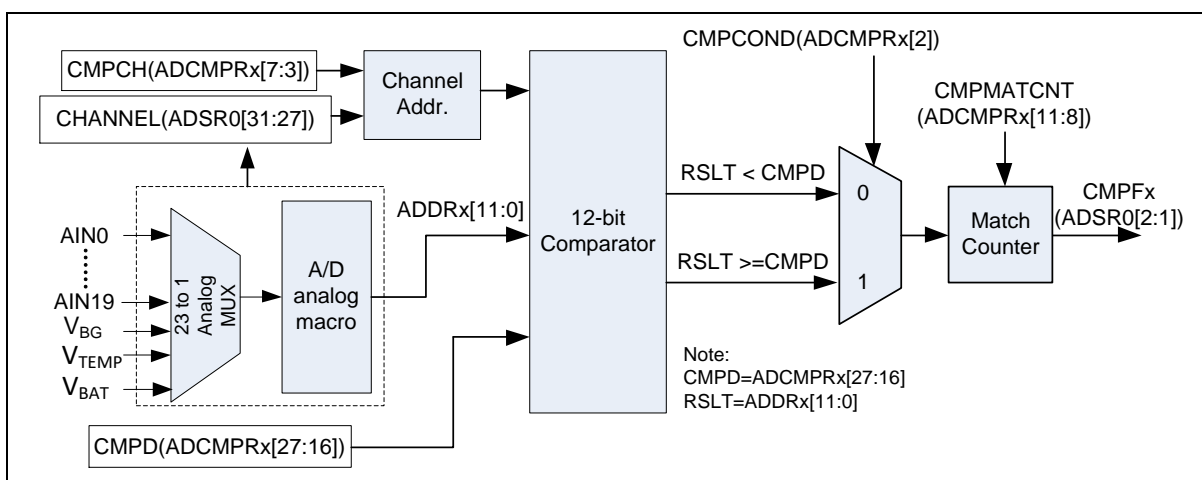 CMPCH(ADCMPRx[7:3])
CHANNEL(ADSR0[31:27])
Channel
Addr.
AIN0
AIN19
VBG
VTEMP
VBAT
23 to 1
Analog
MUX
A/D
analog
macro
ADDRx[11:0]
CMPD(ADCMPRx[27:16])
12-bit
Comparator
CMPCOND(ADCMPRx[2])
RSLT < CMPD
RSLT >=CMPD
0
1
CMPMATCNT
(ADCMPRx[11:8])
Match
Counter
CMPFx
(ADSR0[2:1])
Note:
CMPD=ADCMPRx[27:16]
RSLT=ADDRx[11:0]